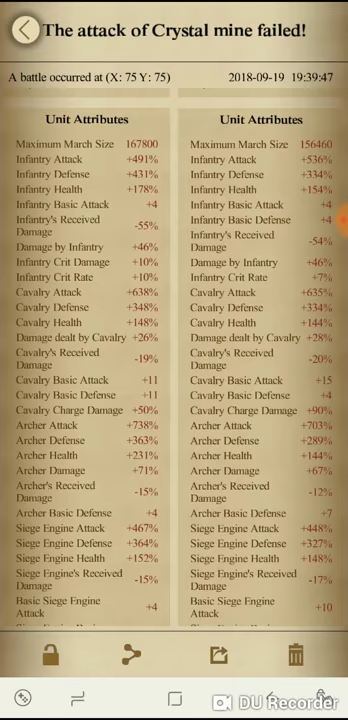 The attack of Crystal mine failed!
A battle occurred at (X: 75 Y: 75) 2018-09-19 19:39:47
Unit Attributes
Maximum March Size 167800
Infantry Attack +491%
Infantry Defense +431%
Infantry Health +178%
Infantry Basic Attack +4
Infantry's Received
Damage -55%
Damage by Infantry +46%
Infantry Crit Damage +10%
Infantry Crit Rate +10%
Cavalry Attack +638%
Cavalry Defense +348%
Cavalry Health +148%
Damage dealt by Cavalry +26%
Cavalry's Received
Damage -19%
Cavalry Basic Attack +11
Cavalry Basic Defense +11
Cavalry Charge Damage +50%
Archer Attack +738%
Archer Defense +363%
Archer Health +231%
Archer Damage +71%
Archer's Received
Damage -15%
Archer Basic Defense +4
Siege Engine Attack +467%
Siege Engine Defense +364%
Siege Engine Health +152%
Siege Engine's Received
Damage -15%
Basic Siege Engine
Attack +4
Unit Attributes
Maximum March Size 156460
Infantry Attack +536%
Infantry Defense +334%
Infantry Health +154%
Infantry Basic Attack +4
Infantry Basic Defense +4
Infantry's Received
Damage -54%
Damage by Infantry +46%
Infantry Crit Rate +7%
Cavalry Attack +635%
Cavalry Defense +334%
Cavalry Health +144%
Damage dealt by Cavalry +28%
Cavalry's Received
Damage -20%
Cavalry Basic Attack +15
Cavalry Basic Defense +4
Cavalry Charge Damage +90%
Archer Attack +703%
Archer Defense +289%
Archer Health +144%
Archer Damage +67%
Archer's Received
Damage -12%
Archer Basic Defense +7
Siege Engine Attack +448%
Siege Engine Defense +327%
Siege Engine Health +148%
Siege Engine's Received
Damage -17%
Basic Siege Engine
Attack +10
DU Recorder